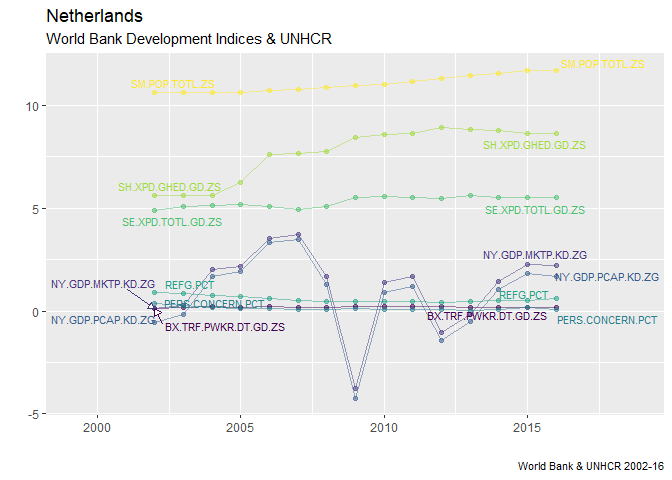 Netherlands
World Bank Development Indices & UNHCR
SM.POP.TOTL.ZS
SM.POP.TOTL.ZS
10
SH.XPD.GHED.GD.ZS
SH.XPD.GHED.GD.ZS
SE.XPD.TOTL.GD.ZS
SE.XPD.TOTL.GD.ZS
5
NY.GDP.MKTP.KD.ZG
NY.GDP.PCAP.KD.ZG
NY.GDP.MKTP.KD.ZG
REFG.PCT
REFG.PCT
PERS.CONCERN.PCT
0
NY.GDP.PCAP.KD.ZG
BX.TRF.PWKR.DT.GD.ZS
BX.TRF.PWKR.DT.GD.ZS
PERS.CONCERN.PCT
-5
2000
2005
2010
2015
World Bank & UNHCR 2002-16